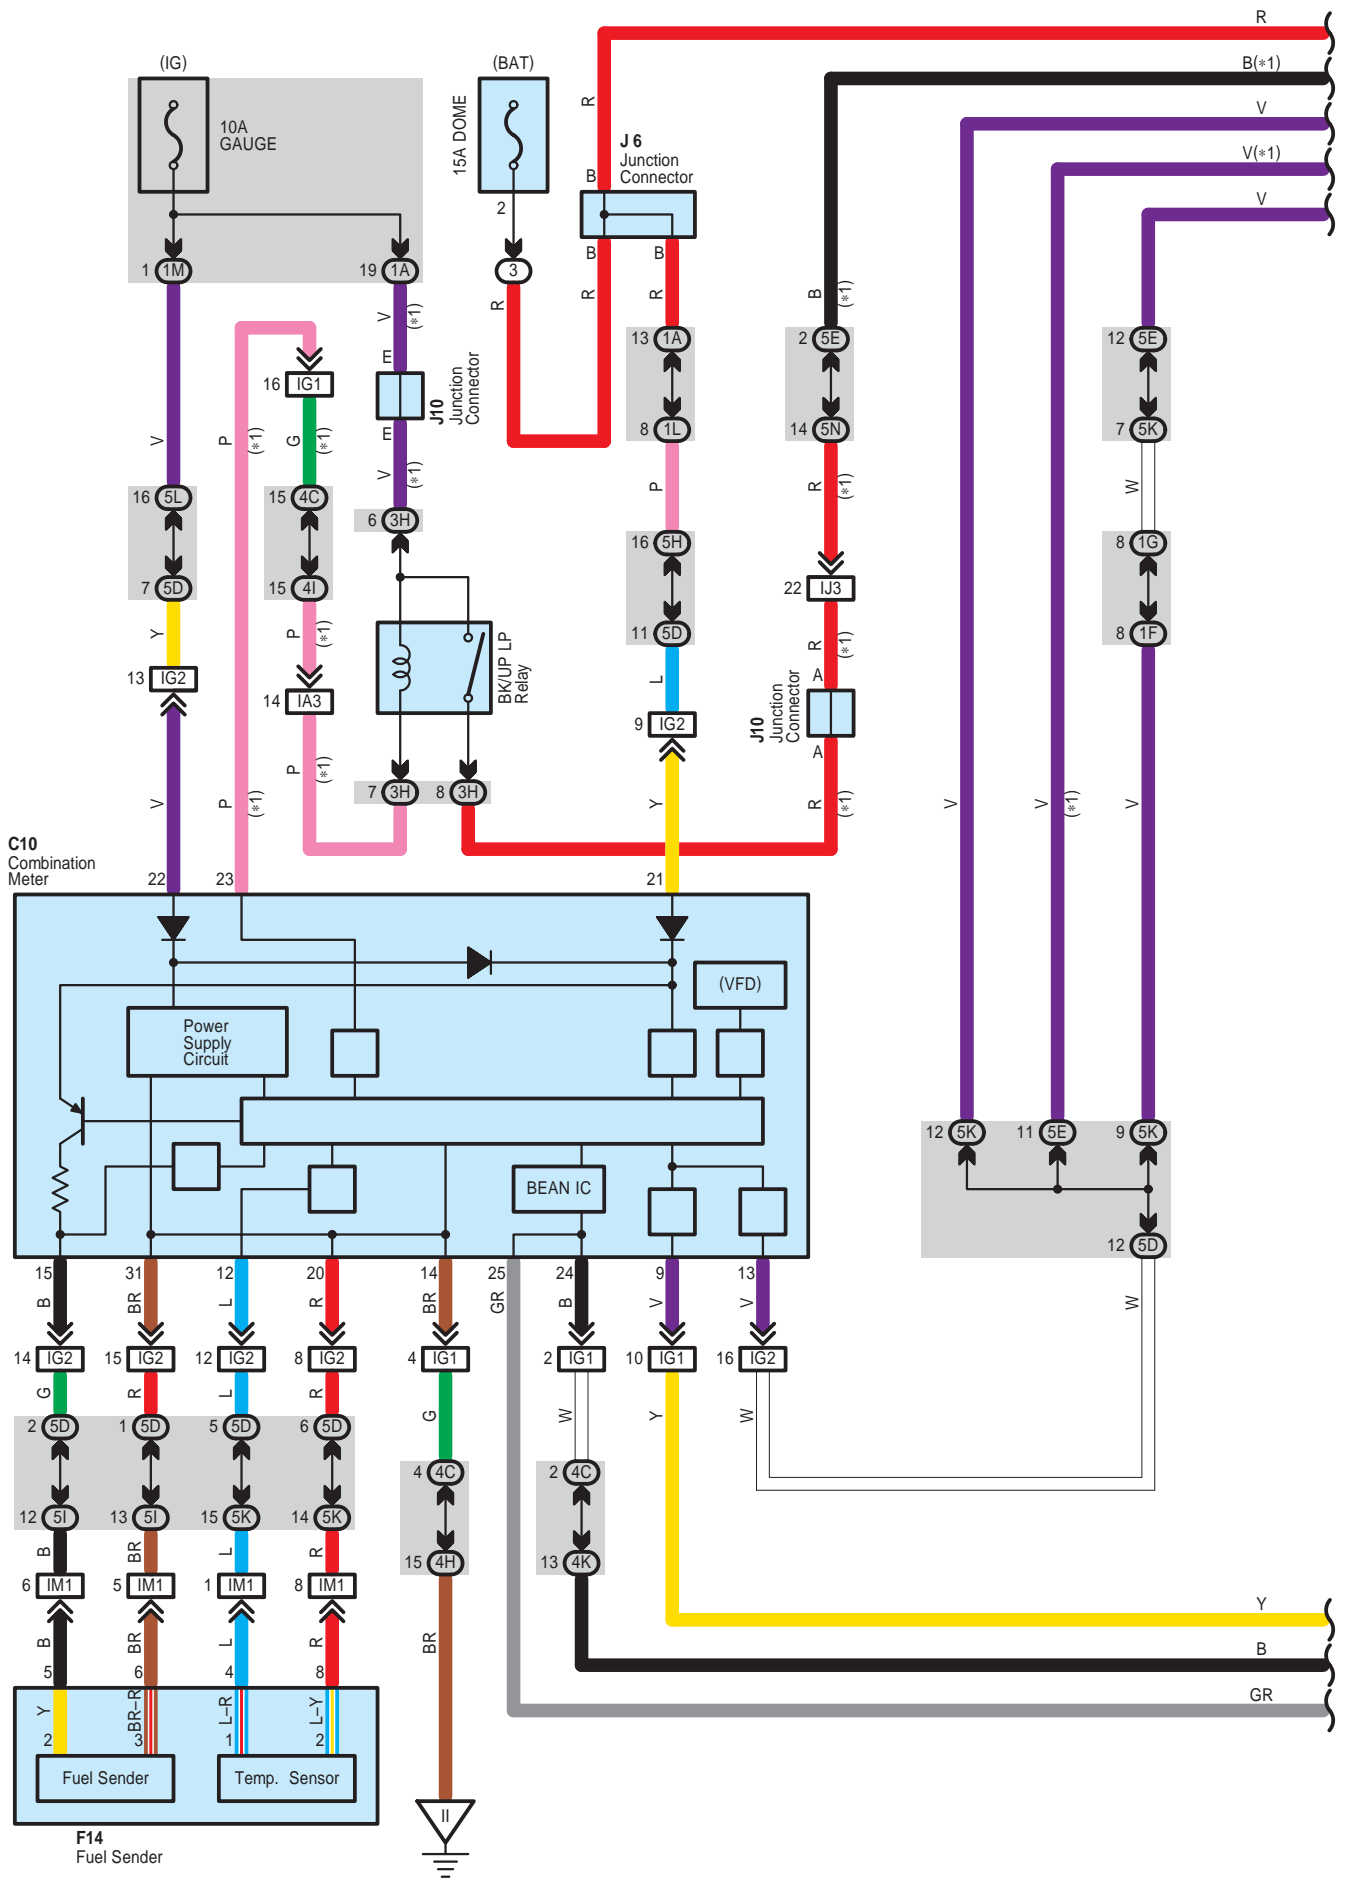 R
(IG)
(BAT)
B(*1)
10A
GAUGE
15A DOME
R
V
J 6
Junction
Connector
V(*1)
B
V
2
1 1M
19 1A
3
B
B
R
R
R
V
(*1)
B
(*1)
13 1A
2 5E
12 5E
E
16 IG1
J10
Junction
Connector
8 1L
14 5N
7 5K
E
V
P
(*1)
G
(*1)
V
(*1)
P
R
(*1)
W
16 5L
15 4C
6 3H
16 5H
8 1G
7 5D
15 4I
22 IJ3
Y
P
(*1)
BK/UP LP
Relay
11 5D
R
(*1)
8 1F
13 IG2
14 IA3
L
A
9 IG2
J10
Junction
Connector
A
P
(*1)
7 3H
8 3H
V
P
(*1)
Y
R
(*1)
V
V
(*1)
V
C10
Combination
Meter
22
23
21
(VFD)
Power
Supply
Circuit
12 5K
11 5E
9 5K
BEAN IC
12 5D
15
31
12
20
14
25
24
9
13
B
BR
L
R
BR
GR
B
V
V
W
14 IG2
15 IG2
12 IG2
8 IG2
4 IG1
2 IG1
10 IG1
16 IG2
G
R
L
R
G
W
Y
W
2 5D
1 5D
5 5D
6 5D
4 4C
2 4C
12 5I
13 5I
15 5K
14 5K
15 4H
13 4K
B
BR
L
R
6 IM1
5 IM1
1 IM1
8 IM1
Y
B
BR
L
R
BR
B
5
6
4
8
GR
Y
BR–R
L–R
L–Y
2
3
1
2
Fuel Sender
Temp. Sensor
II
F14
Fuel Sender